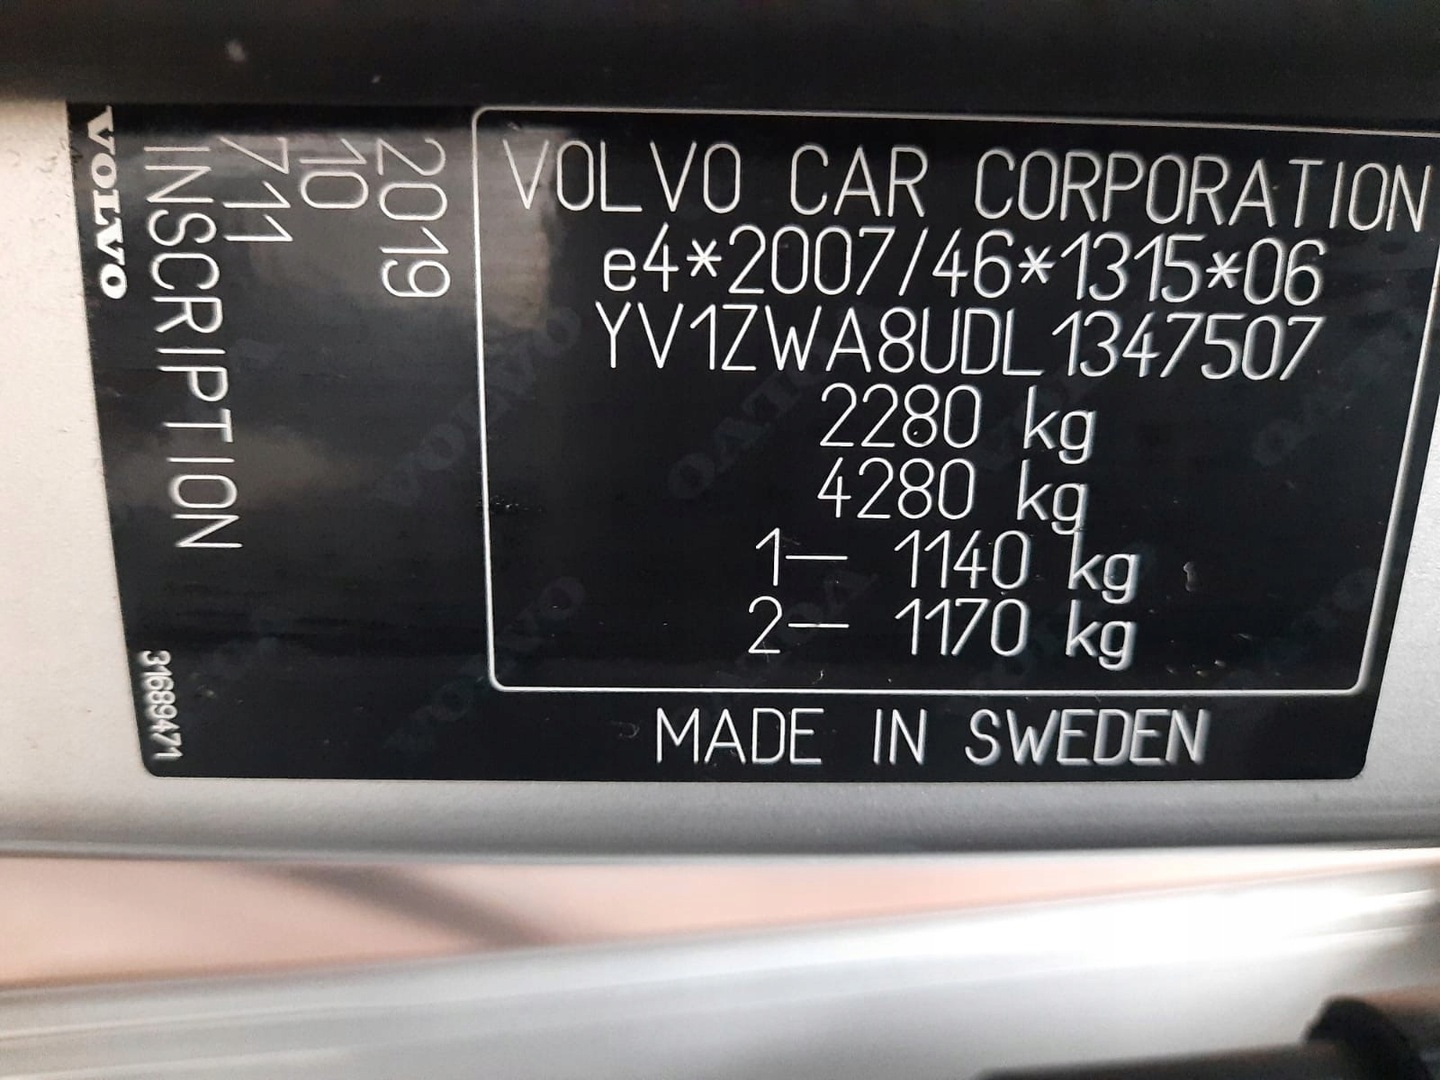 VOLVO
INSCRIPTION
711
10
2019
31689471
VOLVO CAR CORPORATION
e4*2007/46*1315*06
YV1ZWA8UDL1347507
2280 kg
4280 kg
1– 1140 kg
2– 1170 kg
MADE IN SWEDEN